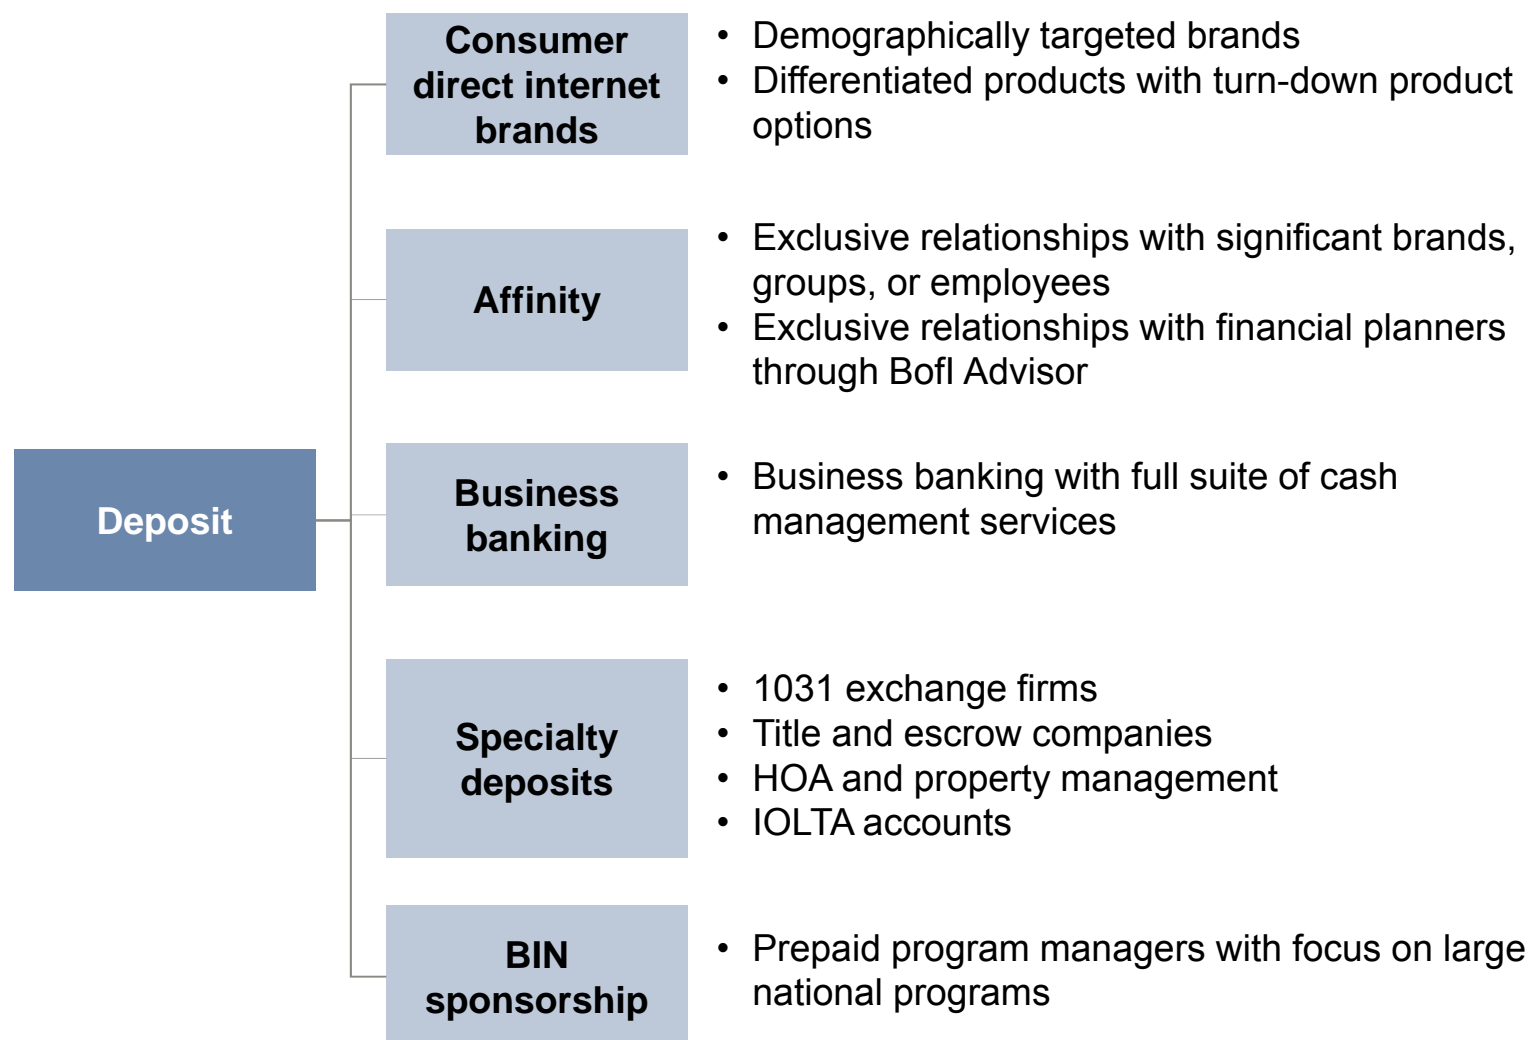 Consumer
direct internet
brands
• Demographically targeted brands
• Differentiated products with turn-down product
options
Affinity
• Exclusive relationships with significant brands,
groups, or employees
• Exclusive relationships with financial planners
through BofI Advisor
Deposit
Business
banking
• Business banking with full suite of cash
management services
Specialty
deposits
• 1031 exchange firms
• Title and escrow companies
• HOA and property management
• IOLTA accounts
BIN
sponsorship
• Prepaid program managers with focus on large
national programs